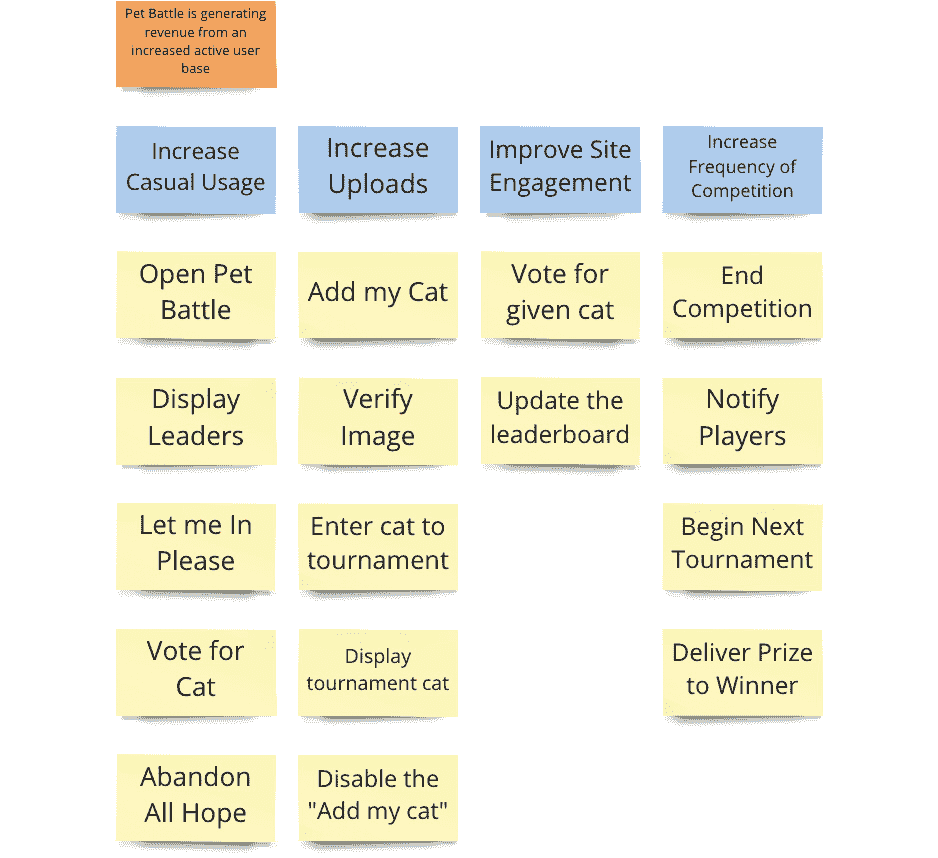 Pet Battle is generating
revenue from an
increased active user
base
Increase
Casual Usage
Increase
Uploads
Improve Site
Engagement
Increase
Frequency of
Competition
Open Pet
Battle
Add my Cat
Vote for
given cat
End
Competition
Display
Leaders
Verify
Image
Update the
leaderboard
Notify
Players
Let me In
Please
Enter cat to
tournament
Begin Next
Tournament
Vote for
Cat
Display
tournament cat
Deliver Prize
to Winner
Abandon
All Hope
Disable the
"Add my cat"